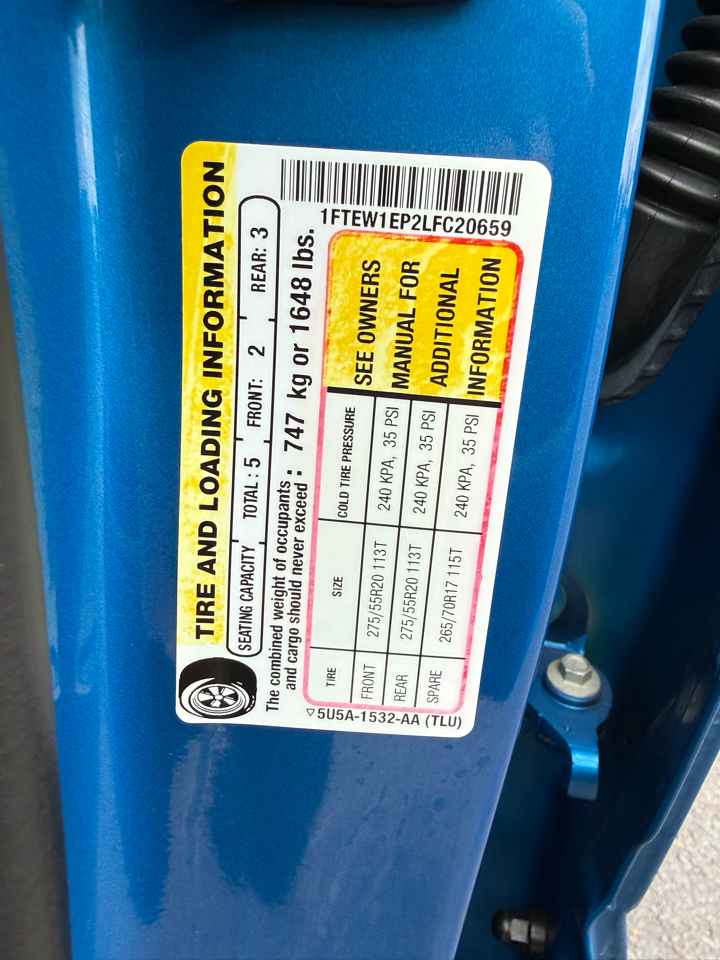 TIRE AND LOADING INFORMATION
SEATING CAPACITY TOTAL : 5 FRONT: 2 REAR: 3
The combined weight of occupants
and cargo should never exceed : 747 kg or 1648 lbs.
TIRE SIZE COLD TIRE PRESSURE
FRONT 275/55R20 113T 240 KPA, 35 PSI
REAR 275/55R20 113T 240 KPA, 35 PSI
SPARE 265/70R17 115T 240 KPA, 35 PSI
SEE OWNERS
MANUAL FOR
ADDITIONAL
INFORMATION
1FTEW1EP2LFC20659
▽5U5A-1532-AA (TLU)